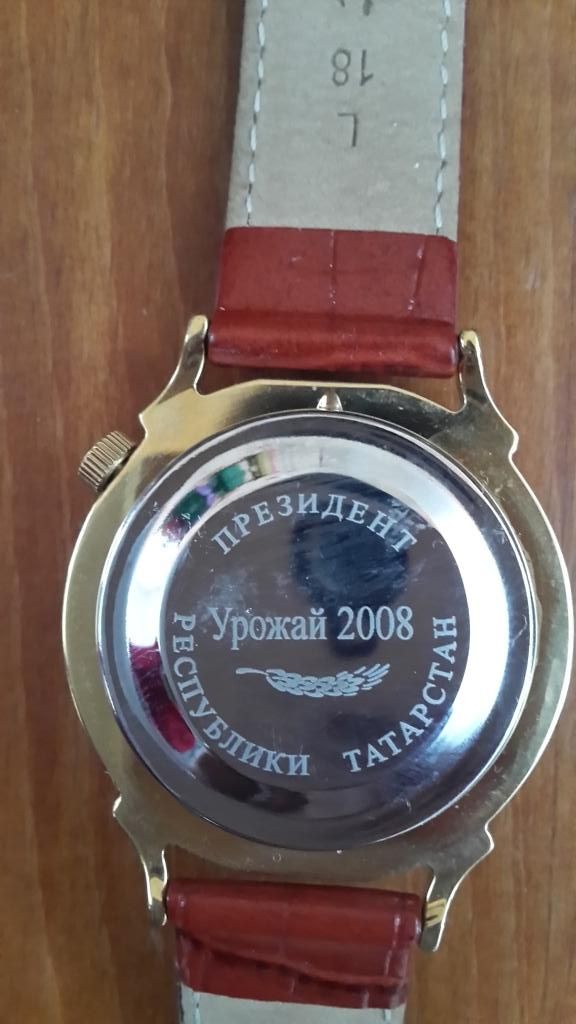 L
18
ПРЕЗИДЕНТ
Урожай 2008
РЕСПУБЛИКИ ТАТАРСТАН